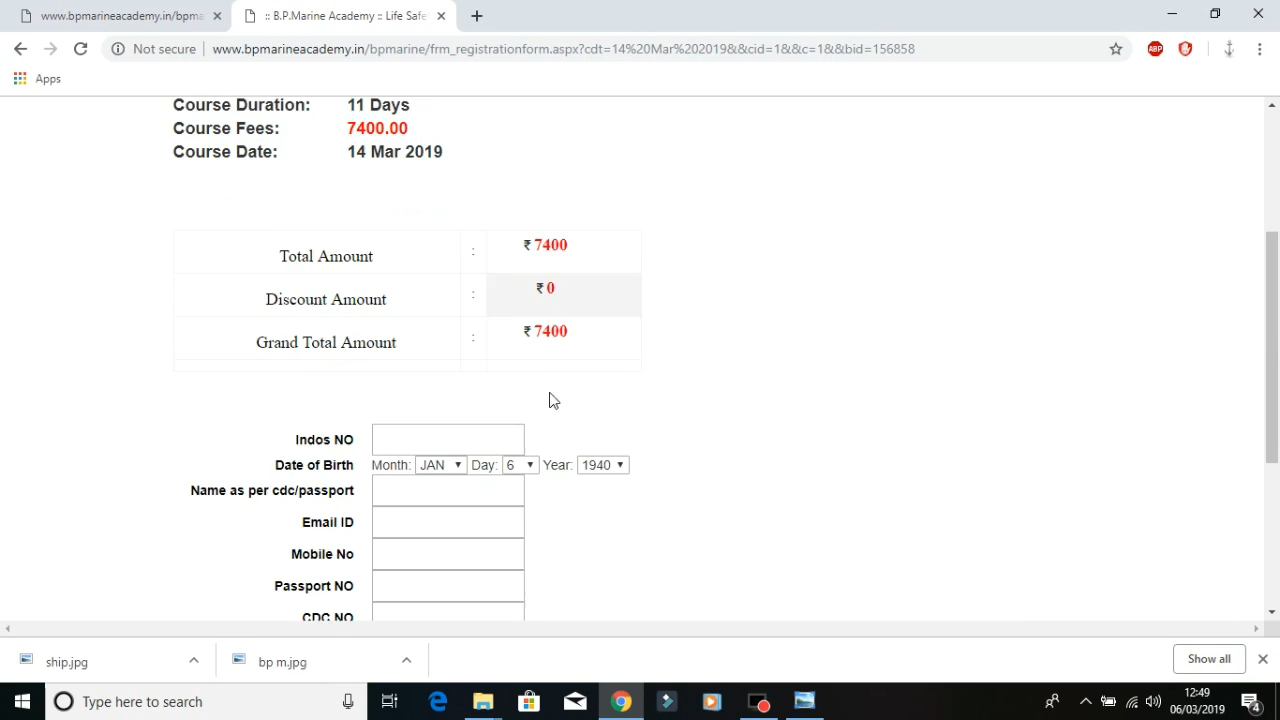 www.bpmarineacademy.in/bpma
:: B.P.Marine Academy :: Life Safe
Not secure | www.bpmarineacademy.in/bpmarine/frm_registrationform.aspx?cdt=14%20Mar%202019&&cid=1&&c=1&&bid=156858
ABP
Apps
Course Duration: 11 Days
Course Fees: 7400.00
Course Date: 14 Mar 2019
Total Amount : ₹ 7400
Discount Amount : ₹ 0
Grand Total Amount : ₹ 7400
Indos NO
Date of Birth Month: JAN Day: 6 Year: 1940
Name as per cdc/passport
Email ID
Mobile No
Passport NO
CDC NO
ship.jpg
bp m.jpg
Show all
Type here to search
12:49
06/03/2019
4